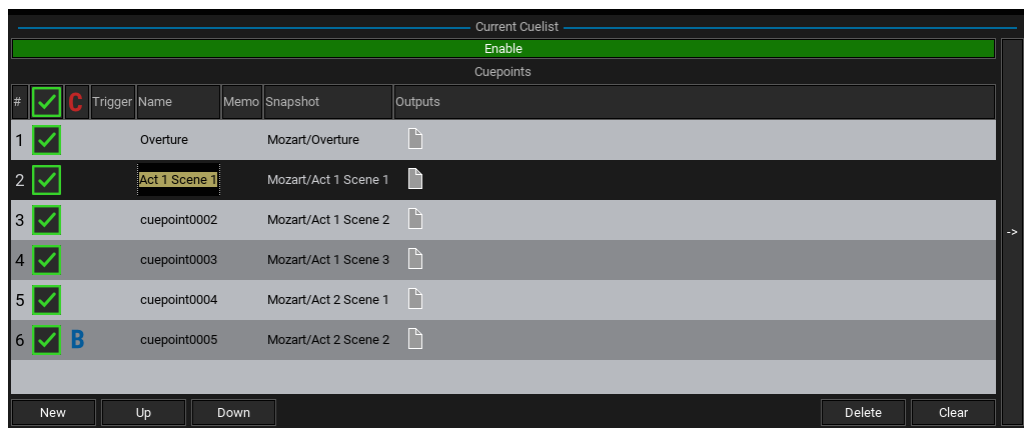 Current Cuelist
Enable
Cuepoints
# C Trigger Name Memo Snapshot Outputs
1 Overture Mozart/Overture
2 Act 1 Scene 1 Mozart/Act 1 Scene 1
3 cuepoint0002 Mozart/Act 1 Scene 2
4 cuepoint0003 Mozart/Act 1 Scene 3
5 cuepoint0004 Mozart/Act 2 Scene 1
6 B cuepoint0005 Mozart/Act 2 Scene 2
->
New Up Down Delete Clear